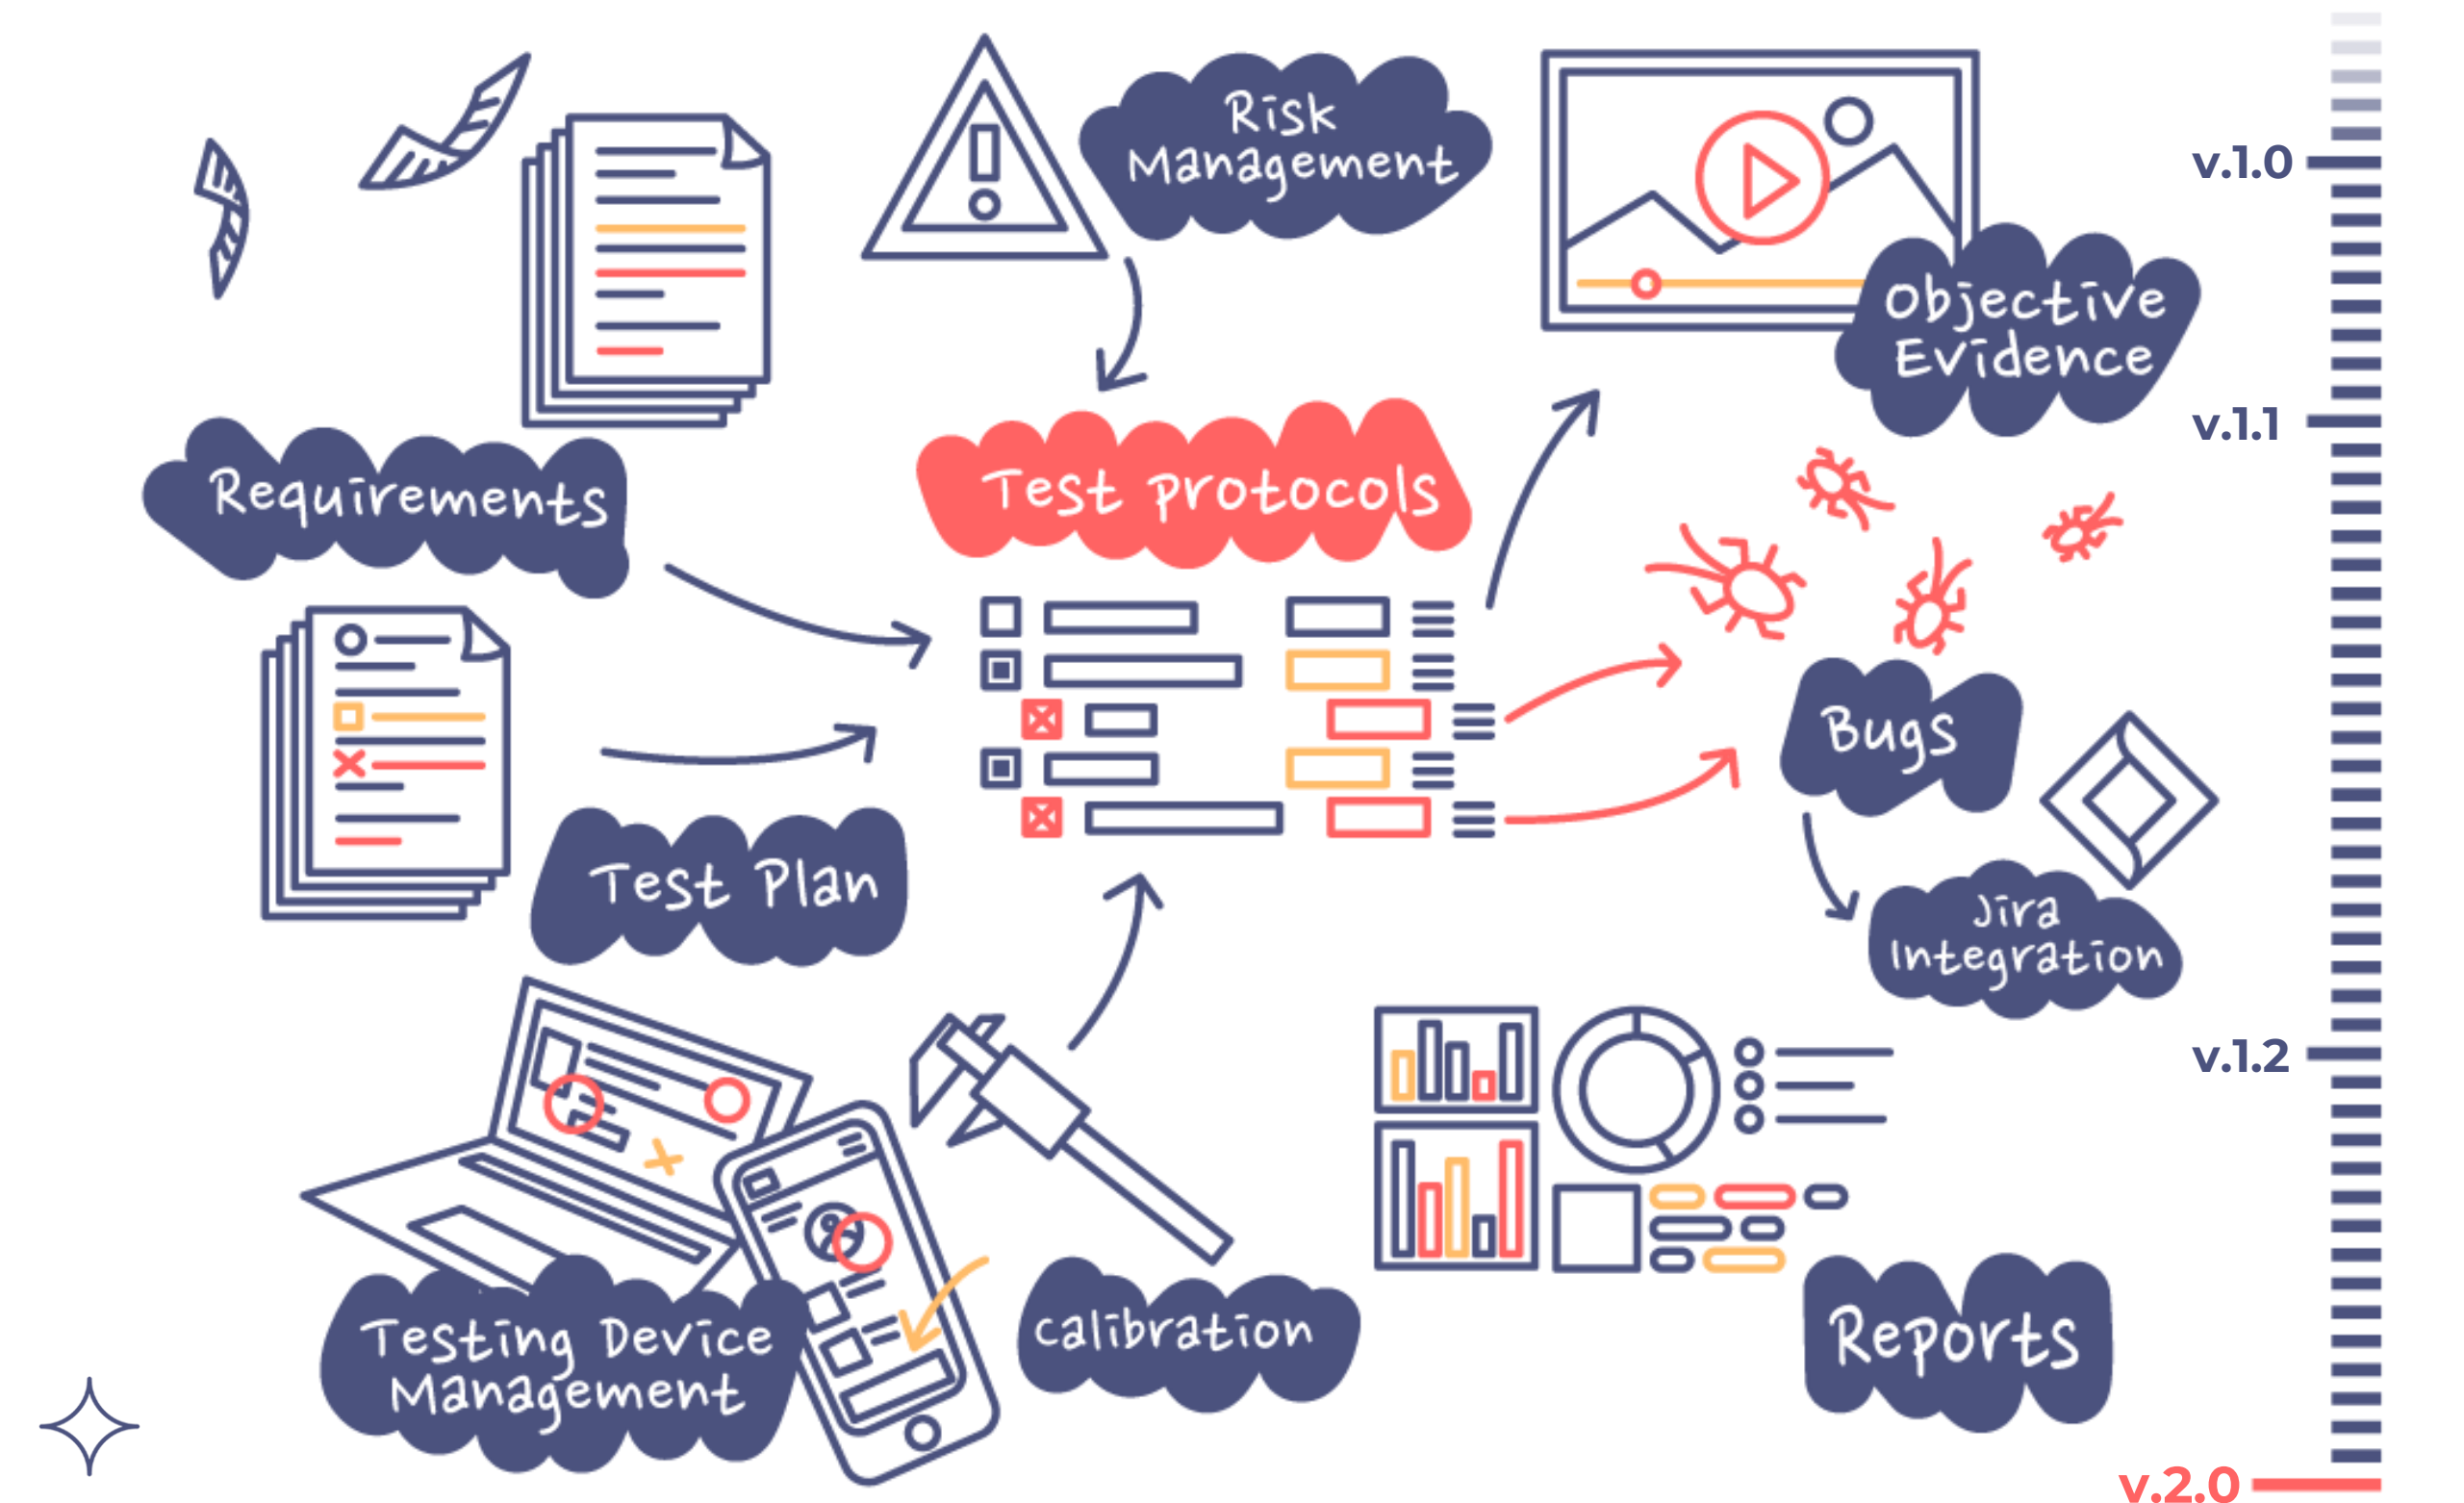 Risk
Management
Objective
Evidence
Requirements
Test protocols
Test Plan
Bugs
Jira
Integration
Testing Device
Management
Calibration
Reports
v.1.0
v.1.1
v.1.2
v.2.0